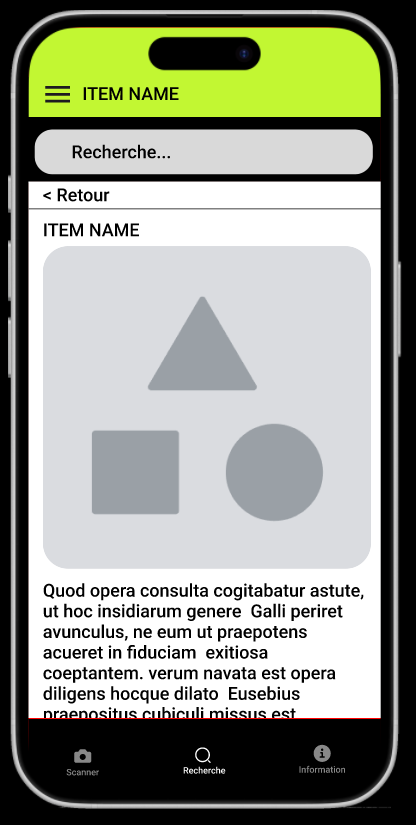 ITEM NAME
Recherche...
< Retour
ITEM NAME
Quod opera consulta cogitabatur astute,
ut hoc insidiarum genere Galli periret
avunculus, ne eum ut praepotens
acueret in fiduciam exitiosa
coeptantem. verum navata est opera
diligens hocque dilato Eusebius
praepositus cubiculi missus est
Scanner
Recherche
Information